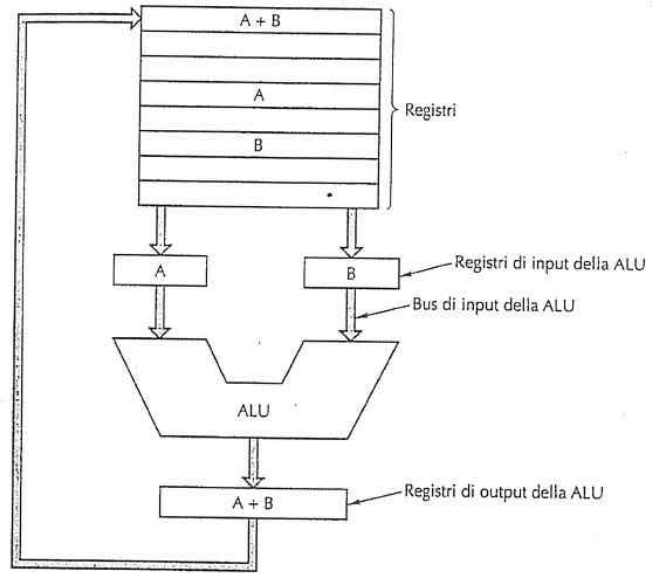 A + B
A
Registri
B
A
B
Registri di input della ALU
Bus di input della ALU
ALU
A + B
Registri di output della ALU